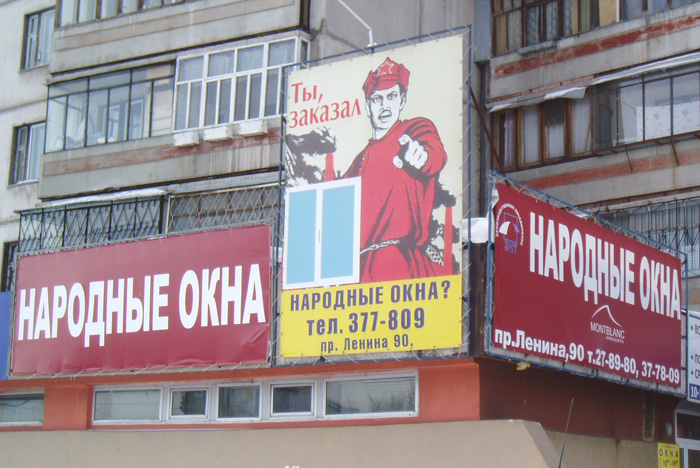 НАРОДНЫЕ ОКНА
Ты,
заказал
НАРОДНЫЕ ОКНА?
тел. 377-809
пр. Ленина 90,
НАРОДНЫЕ ОКНА
MONTBLANC
пр.Ленина,90 т.27-89-80, 37-78-09
ОКНА